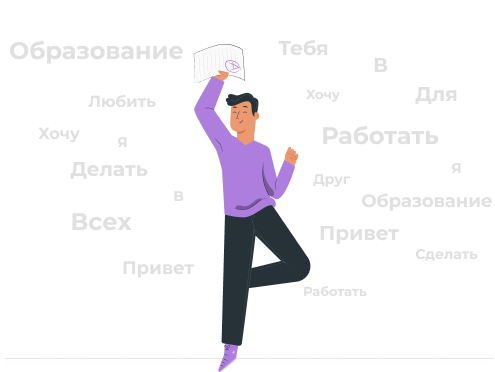 Образование
Тебя
В
Любить
Хочу
Для
Хочу
Я
Работать
Делать
Я
Друг
В
Образование
Всех
Привет
Сделать
Привет
Работать